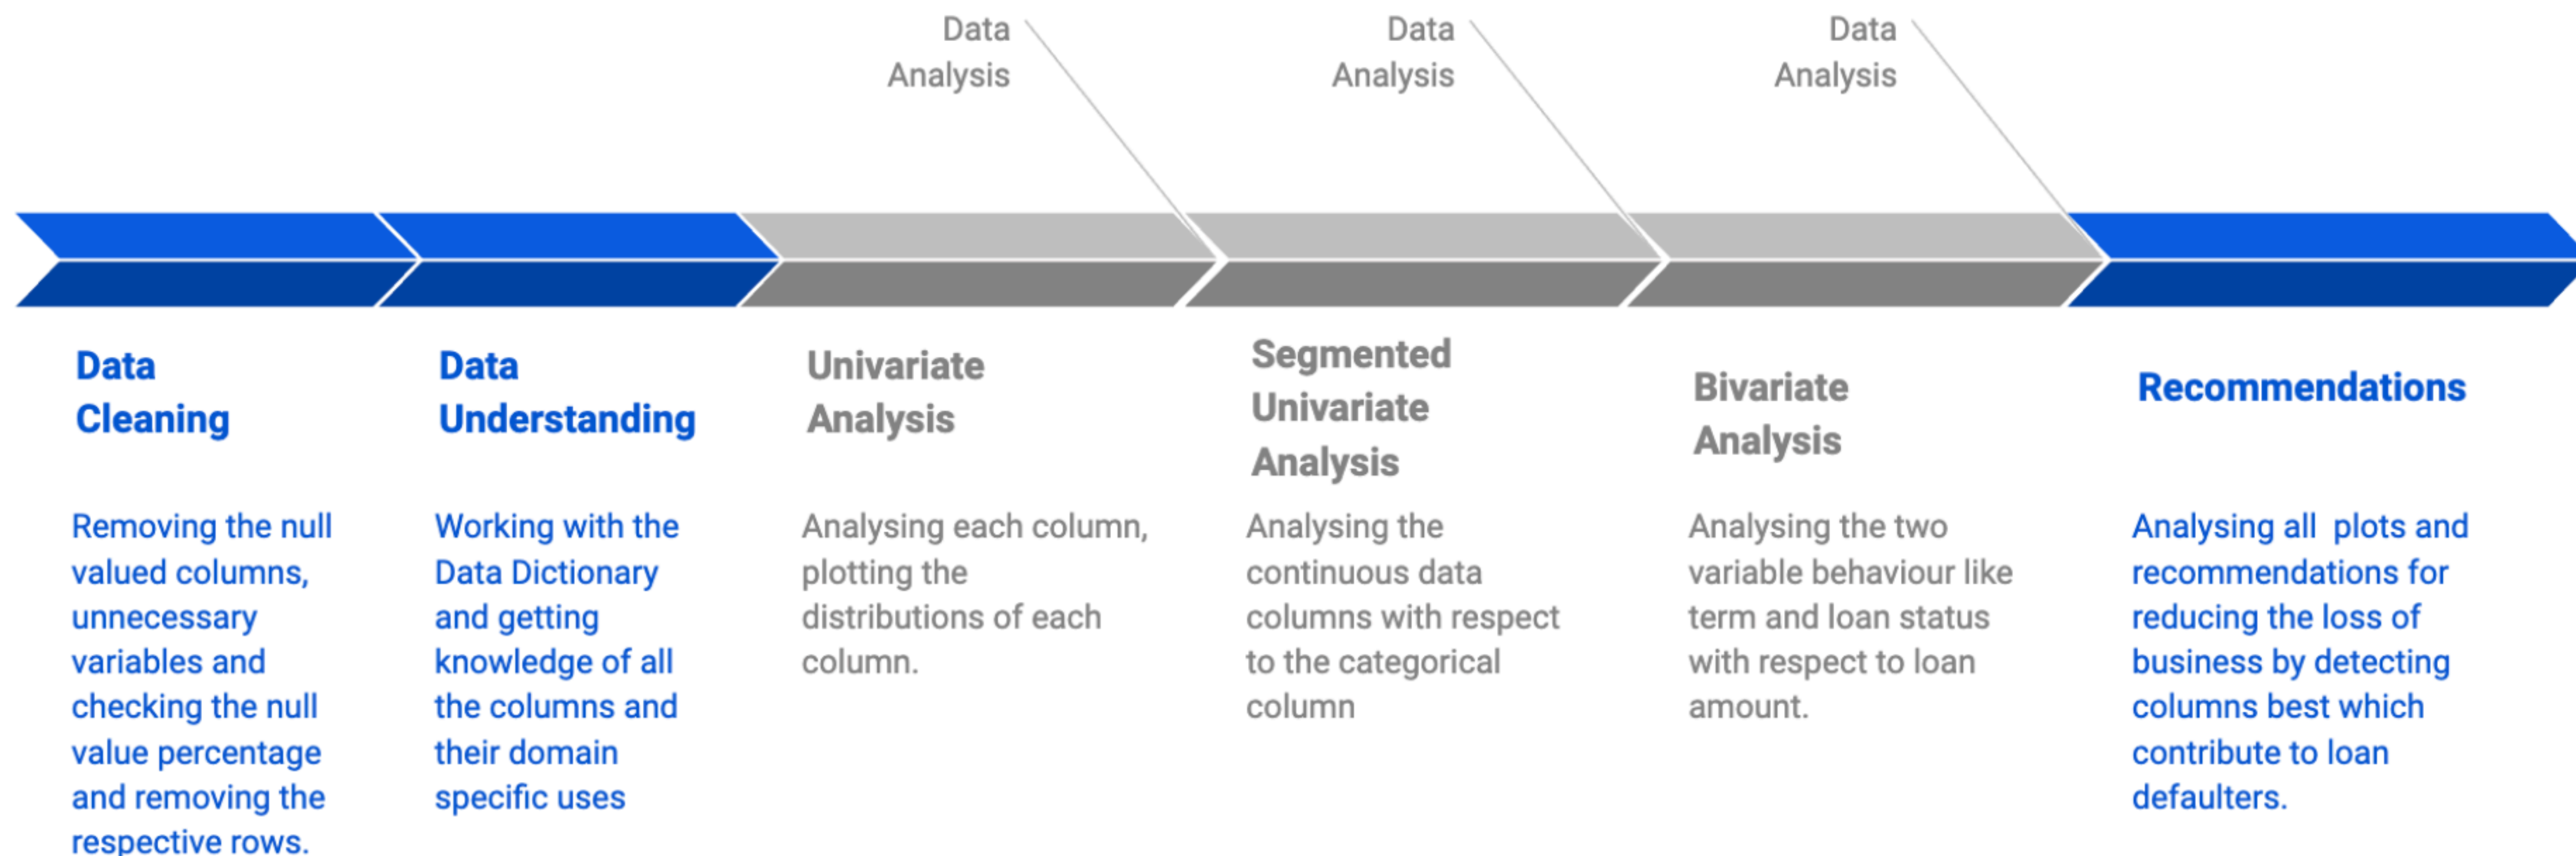 Data
Analysis
Data
Analysis
Data
Analysis
Data
Cleaning
Removing the null
valued columns,
unnecessary
variables and
checking the null
value percentage
and removing the
respective rows.
Data
Understanding
Working with the
Data Dictionary
and getting
knowledge of all
the columns and
their domain
specific uses
Univariate
Analysis
Analysing each column,
plotting the
distributions of each
column.
Segmented
Univariate
Analysis
Analysing the
continuous data
columns with respect
to the categorical
column
Bivariate
Analysis
Analysing the two
variable behaviour like
term and loan status
with respect to loan
amount.
Recommendations
Analysing all  plots and
recommendations for
reducing the loss of
business by detecting
columns best which
contribute to loan
defaulters.